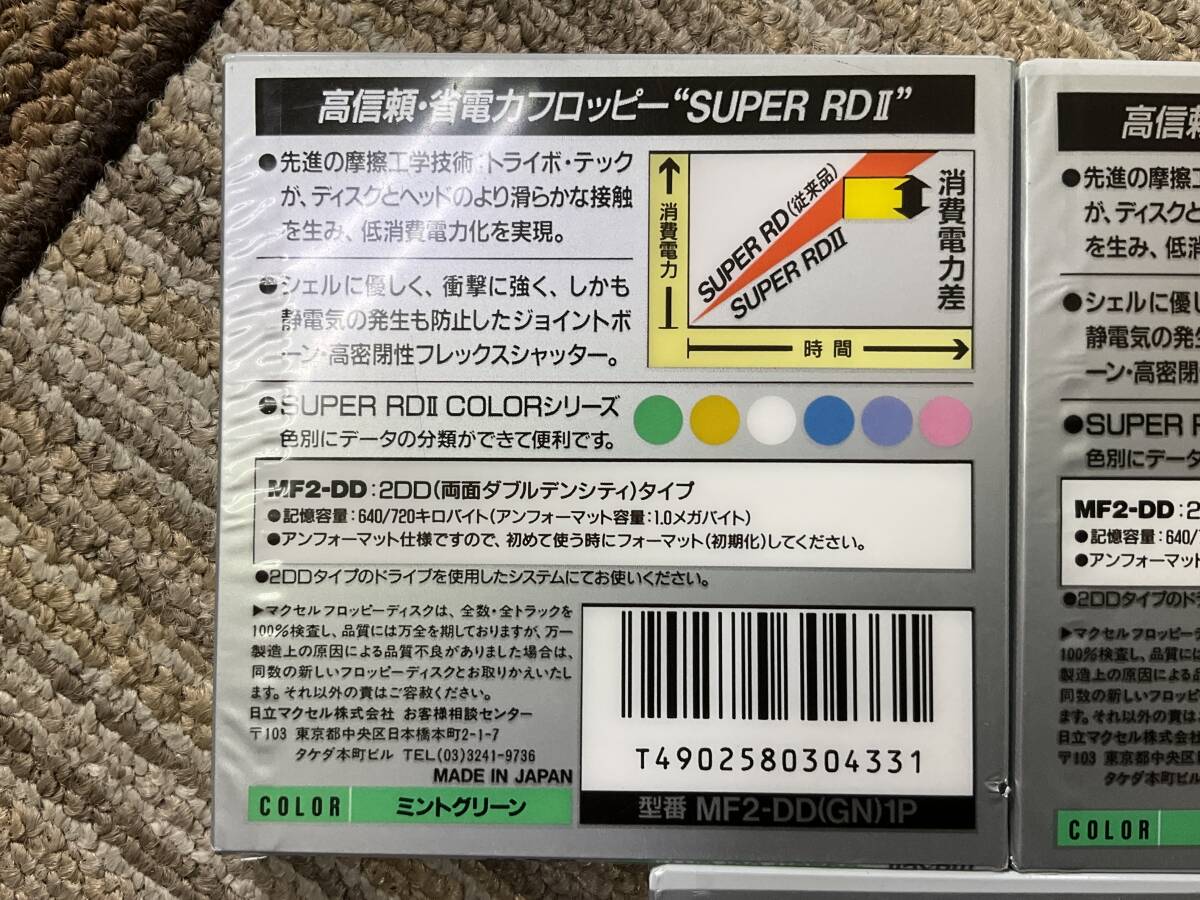 高信頼・省電力フロッピー“SUPER RDⅡ”
●先進の摩擦工学技術:トライボ・テック
が、ディスクとヘッドのより滑らかな接触
を生み、低消費電力化を実現。
●シェルに優しく、衝撃に強く、しかも
静電気の発生も防止したジョイントボ
ーン・高密閉性フレックスシャッター。
消費電力
SUPER RD(従来品)
SUPER RDⅡ
消費電力差
時間
●SUPER RDⅡ COLORシリーズ
色別にデータの分類ができて便利です。
MF2-DD:2DD(両面ダブルデンシティ)タイプ
●記憶容量:640/720キロバイト(アンフォーマット容量:1.0メガバイト)
●アンフォーマット仕様ですので、初めて使う時にフォーマット(初期化)してください。
●2DDタイプのドライブを使用したシステムにてお使いください。
▶マクセルフロッピーディスクは、全数・全トラックを
100%検査し、品質には万全を期しておりますが、万一
製造上の原因による品質不良がありました場合は、
同数の新しいフロッピーディスクとお取りかえいたし
ます。それ以外の責はご容赦ください。
日立マクセル株式会社 お客様相談センター
〒103 東京都中央区日本橋本町2-1-7
タケダ本町ビル TEL(03)3241-9736
MADE IN JAPAN
COLOR ミントグリーン
T4902580304331
型番 MF2-DD(GN)1P
高信頼
●先進の摩擦工
が、ディスクと
を生み、低消
●シェルに優
静電気の発生
ーン・高密閉
●SUPER R
色別にデータ
MF2-DD:2
●記憶容量:640/7
●アンフォーマット
●2DDタイプのドラ
▶マクセルフロッピーデ
100%検査し、品質に
製造上の原因による品
同数の新しいフロッピ
ます。それ以外の責は
日立マクセル株式会社
〒103 東京都中央区
タケダ本町ビル
COLOR